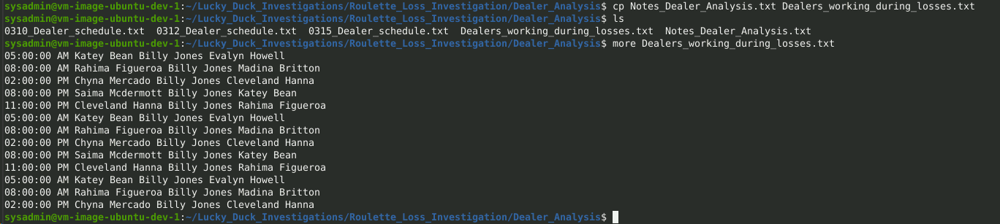 sysadmin@vm-image-ubuntu-dev-1:~/Lucky_Duck_Investigations/Roulette_Loss_Investigation/Dealer_Analysis$ cp Notes_Dealer_Analysis.txt Dealers_working_during_losses.txt
sysadmin@vm-image-ubuntu-dev-1:~/Lucky_Duck_Investigations/Roulette_Loss_Investigation/Dealer_Analysis$ ls
0310_Dealer_schedule.txt  0312_Dealer_schedule.txt  0315_Dealer_schedule.txt  Dealers_working_during_losses.txt  Notes_Dealer_Analysis.txt
sysadmin@vm-image-ubuntu-dev-1:~/Lucky_Duck_Investigations/Roulette_Loss_Investigation/Dealer_Analysis$ more Dealers_working_during_losses.txt
05:00:00 AM Katey Bean Billy Jones Evalyn Howell
08:00:00 AM Rahima Figueroa Billy Jones Madina Britton
02:00:00 PM Chyna Mercado Billy Jones Cleveland Hanna
08:00:00 PM Saima Mcdermott Billy Jones Katey Bean
11:00:00 PM Cleveland Hanna Billy Jones Rahima Figueroa
05:00:00 AM Katey Bean Billy Jones Evalyn Howell
08:00:00 AM Rahima Figueroa Billy Jones Madina Britton
02:00:00 PM Chyna Mercado Billy Jones Cleveland Hanna
08:00:00 PM Saima Mcdermott Billy Jones Katey Bean
11:00:00 PM Cleveland Hanna Billy Jones Rahima Figueroa
05:00:00 AM Katey Bean Billy Jones Evalyn Howell
08:00:00 AM Rahima Figueroa Billy Jones Madina Britton
02:00:00 PM Chyna Mercado Billy Jones Cleveland Hanna
sysadmin@vm-image-ubuntu-dev-1:~/Lucky_Duck_Investigations/Roulette_Loss_Investigation/Dealer_Analysis$